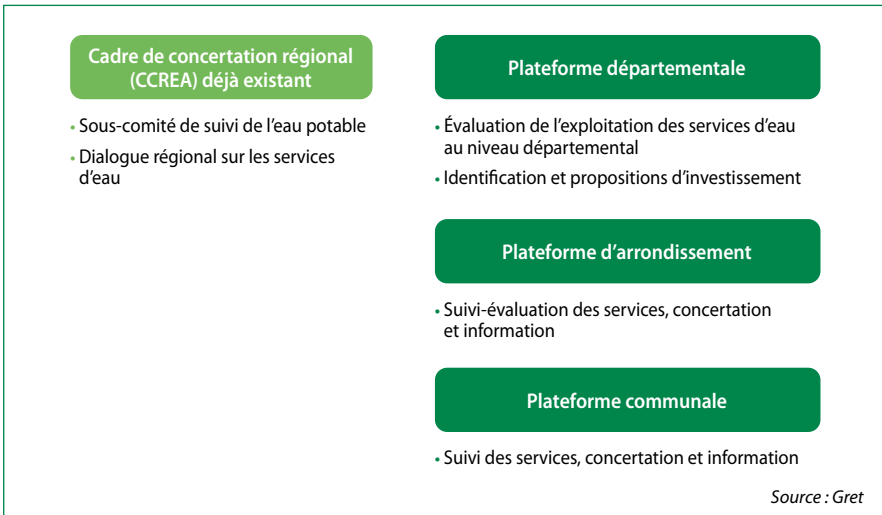 Cadre de concertation régional
(CCREA) déjà existant
• Sous-comité de suivi de l'eau potable
• Dialogue régional sur les services
d'eau
Plateforme départementale
• Évaluation de l'exploitation des services d'eau
au niveau départemental
• Identification et propositions d'investissement
Plateforme d'arrondissement
• Suivi-évaluation des services, concertation
et information
Plateforme communale
• Suivi des services, concertation et information
Source : Gret